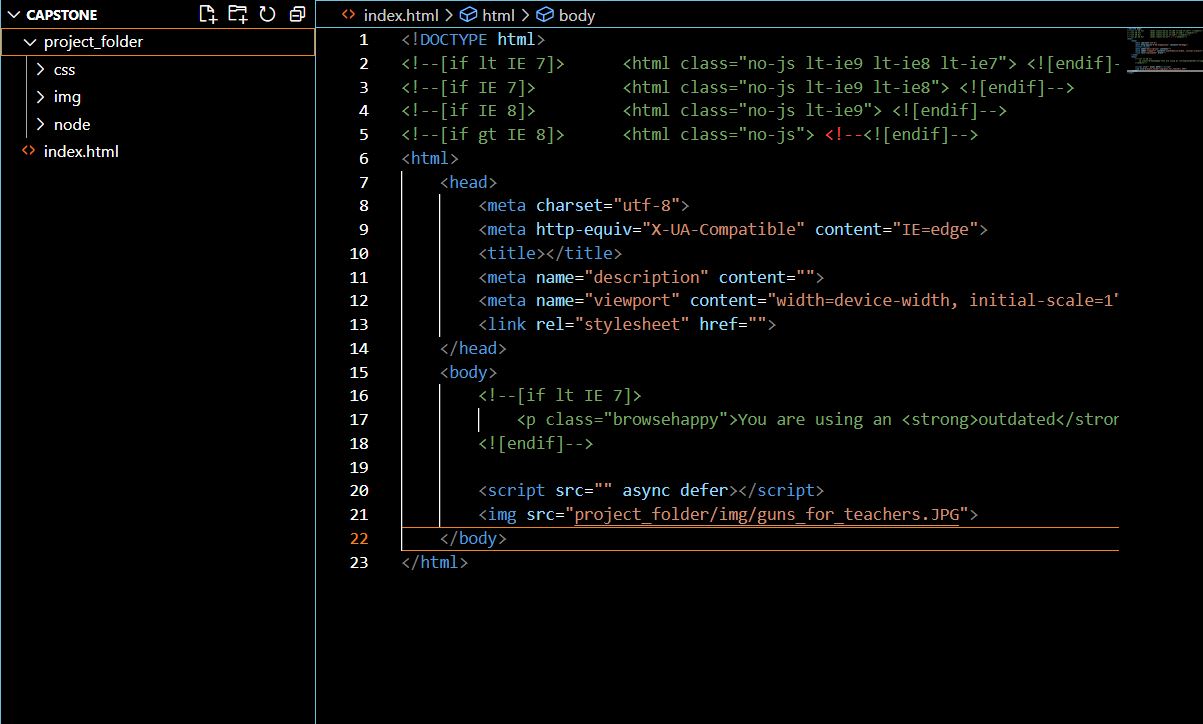 CAPSTONE
project_folder
css
img
node
index.html
index.html > html > body
1 <!DOCTYPE html>
2 <!--[if lt IE 7]>      <html class="no-js lt-ie9 lt-ie8 lt-ie7"> <![endif]-
3 <!--[if IE 7]>         <html class="no-js lt-ie9 lt-ie8"> <![endif]-->
4 <!--[if IE 8]>         <html class="no-js lt-ie9"> <![endif]-->
5 <!--[if gt IE 8]>      <html class="no-js"> <!--<![endif]-->
6 <html>
7     <head>
8         <meta charset="utf-8">
9         <meta http-equiv="X-UA-Compatible" content="IE=edge">
10         <title></title>
11         <meta name="description" content="">
12         <meta name="viewport" content="width=device-width, initial-scale=1"
13         <link rel="stylesheet" href="">
14     </head>
15     <body>
16         <!--[if lt IE 7]>
17             <p class="browsehappy">You are using an <strong>outdated</stron
18         <![endif]-->
19
20         <script src="" async defer></script>
21         <img src="project_folder/img/guns_for_teachers.JPG">
22     </body>
23 </html>